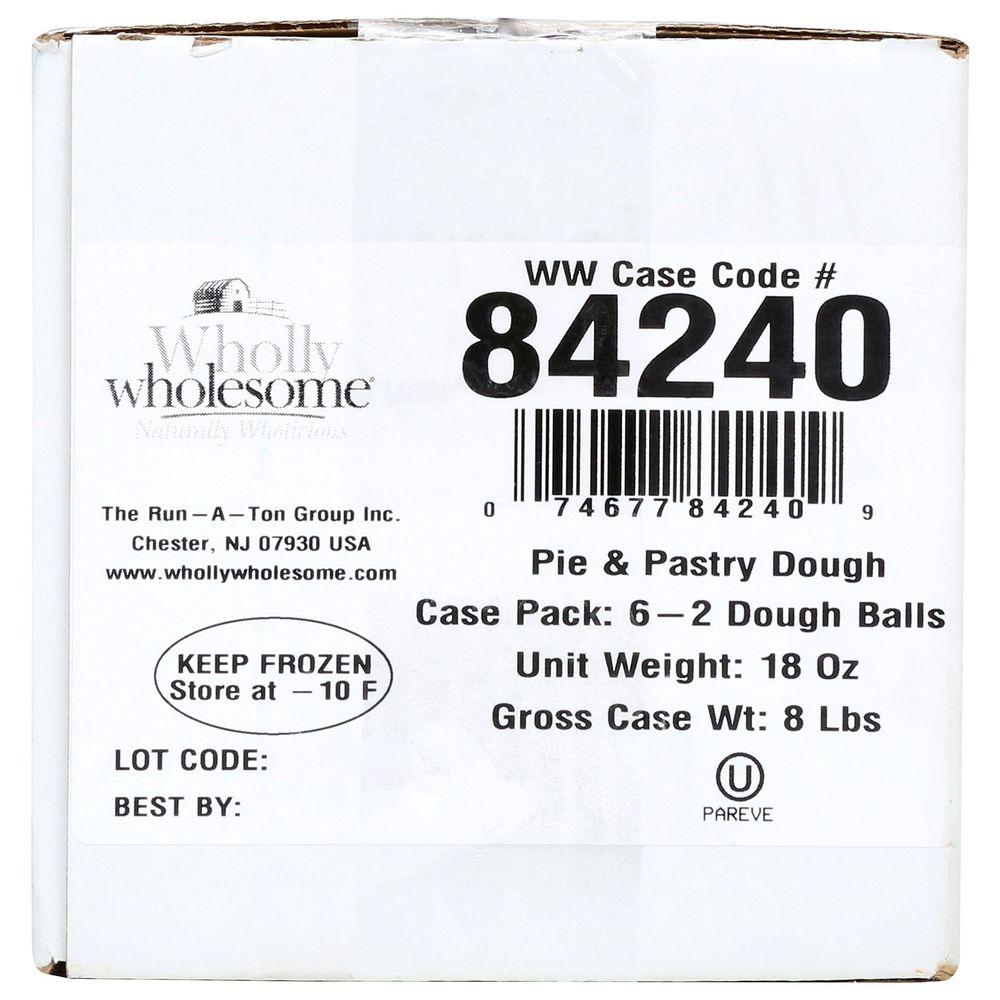 Wholly
wholesome®
Naturally Wholicious
The Run-A-Ton Group Inc.
Chester, NJ 07930 USA
www.whollywholesome.com
KEEP FROZEN
Store at -10 F
LOT CODE:
BEST BY:
WW Case Code #
84240
0 74677 84240 9
Pie & Pastry Dough
Case Pack: 6-2 Dough Balls
Unit Weight: 18 Oz
Gross Case Wt: 8 Lbs
U
PAREVE